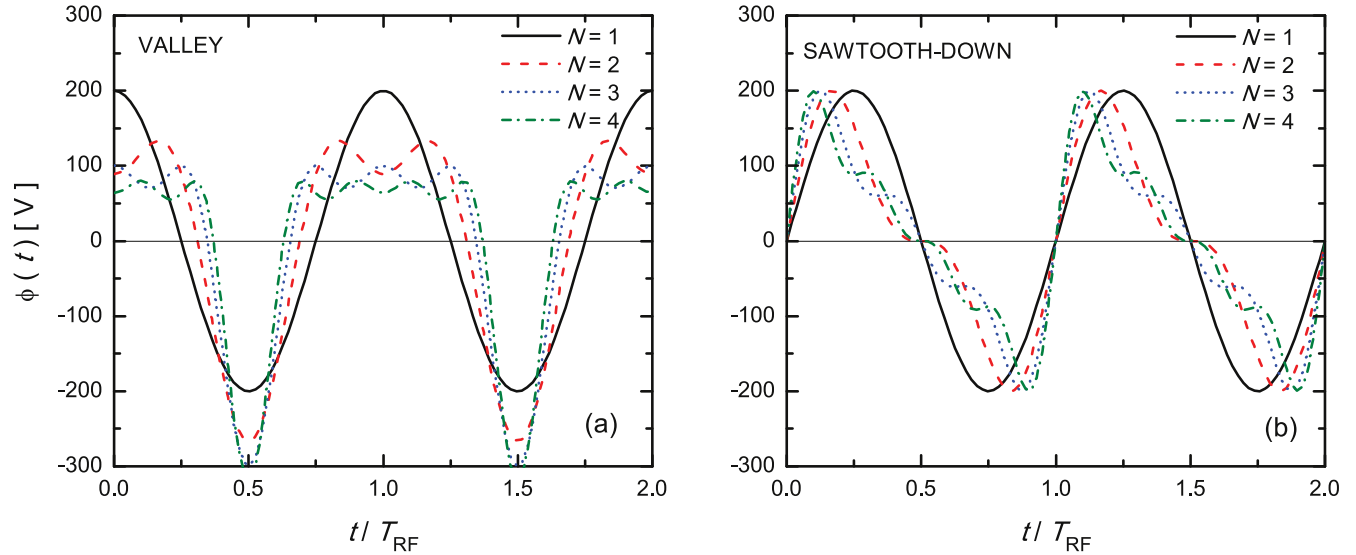 300
200
100
0
-100
-200
-300
ϕ ( t ) [ V ]
VALLEY
N = 1
N = 2
N = 3
N = 4
(a)
0.0 0.5 1.0 1.5 2.0
t / T_RF
300
200
100
0
-100
-200
-300
SAWTOOTH-DOWN
N = 1
N = 2
N = 3
N = 4
(b)
0.0 0.5 1.0 1.5 2.0
t / T_RF